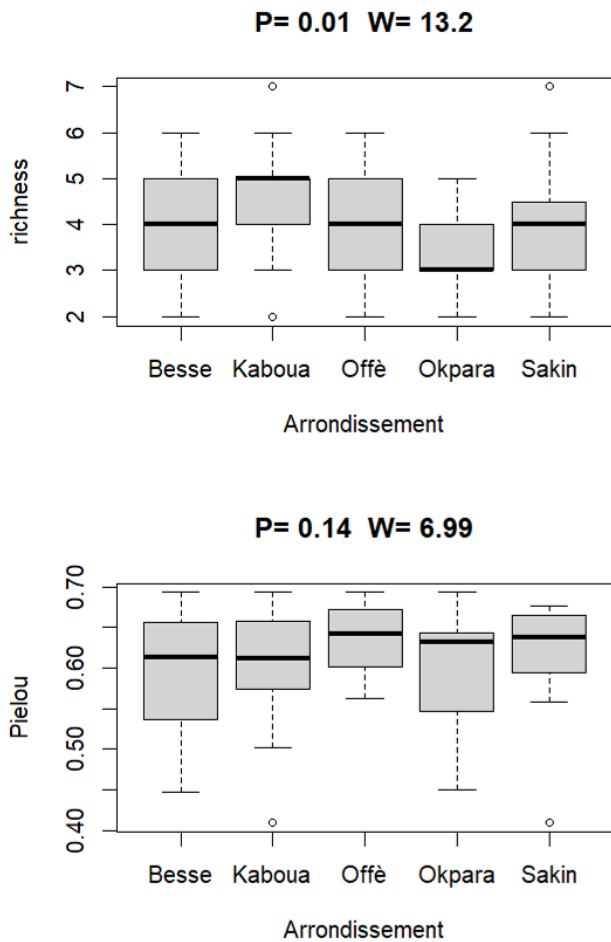 P= 0.01 W= 13.2
richness
7
6
5
4
3
2
Besse Kaboua Offè Okpara Sakin
Arrondissement
P= 0.14 W= 6.99
Pielou
0.70
0.60
0.50
0.40
Besse Kaboua Offè Okpara Sakin
Arrondissement